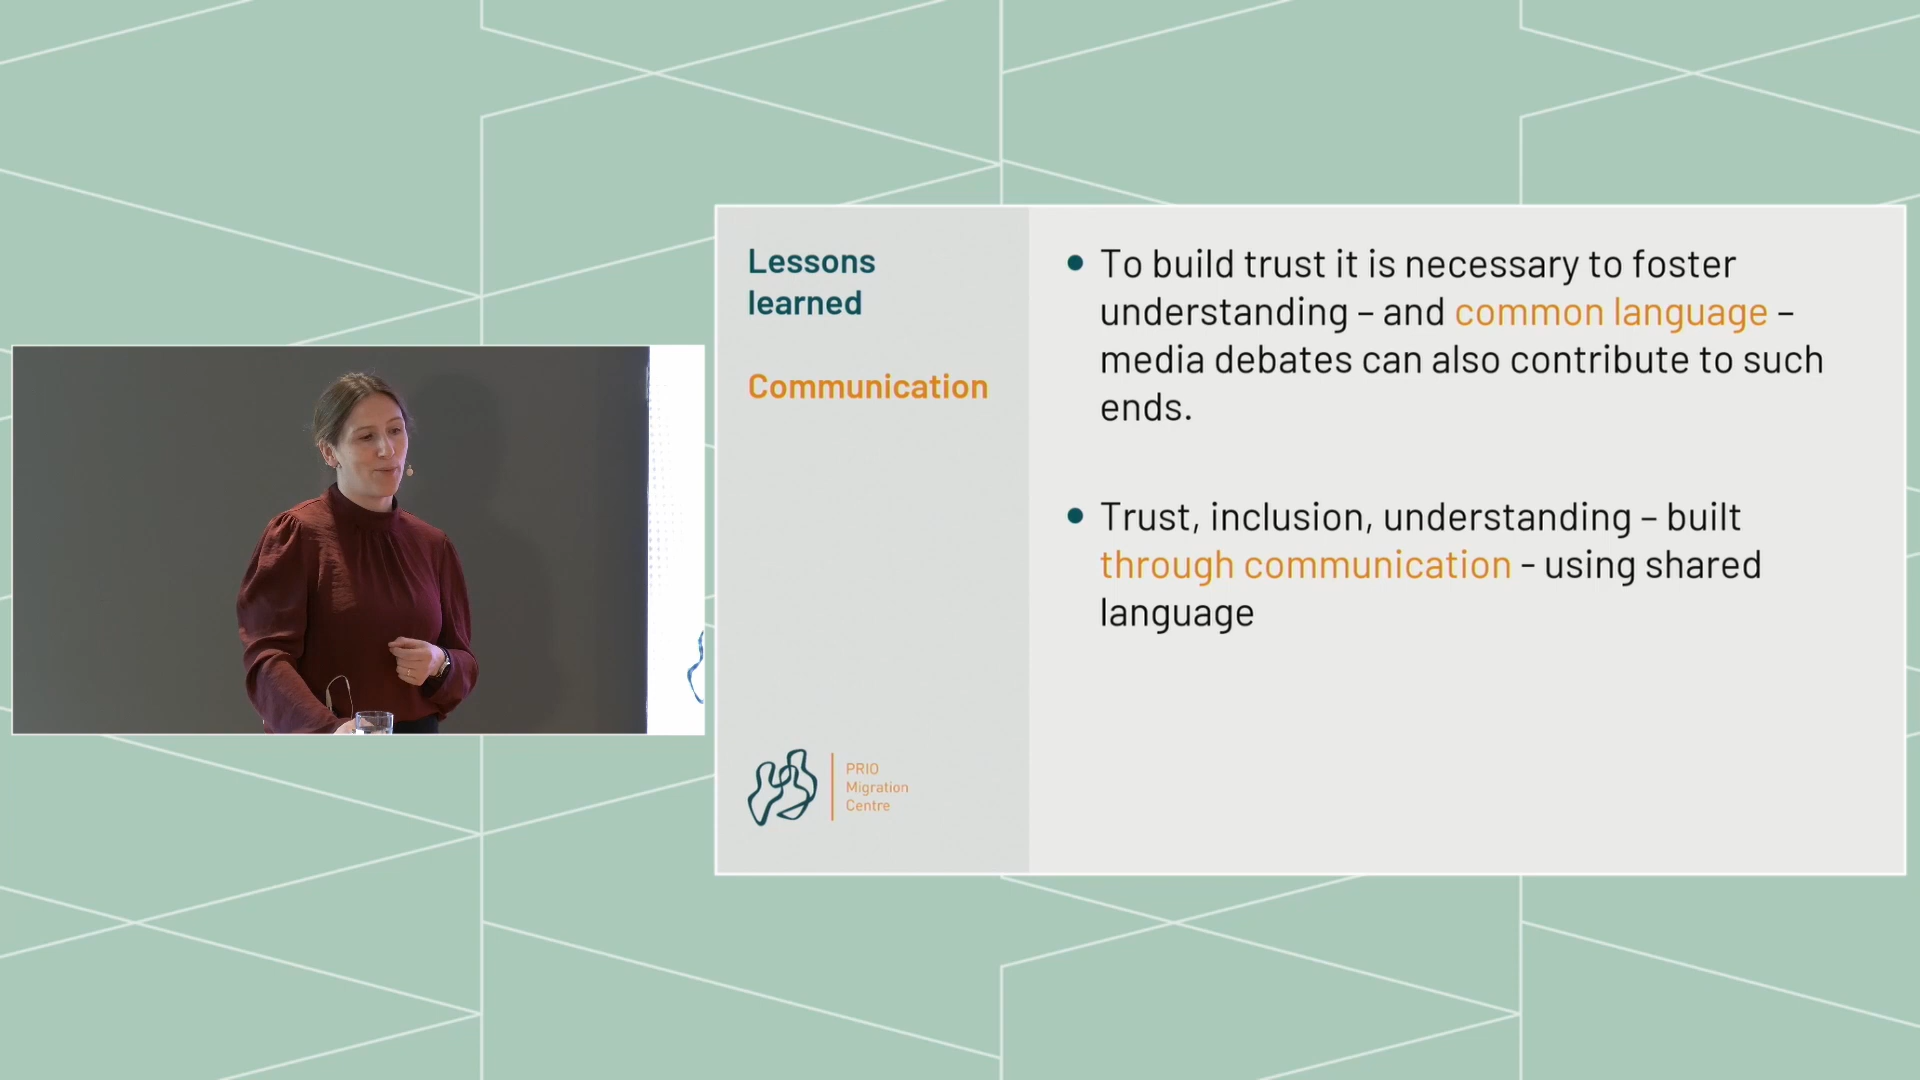 Lessons
learned
Communication
To build trust it is necessary to foster
understanding – and common language –
media debates can also contribute to such
ends.
Trust, inclusion, understanding – built
through communication - using shared
language
PRIO
Migration
Centre